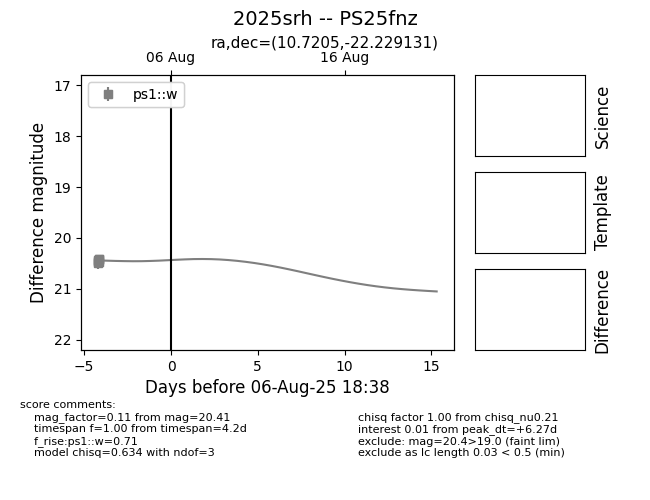 2025srh -- PS25fnz
ra,dec=(10.7205,-22.229131)
06 Aug
16 Aug
ps1::w
17
18
19
20
21
22
Difference magnitude
−5
0
5
10
15
Days before 06-Aug-25 18:38
Science
Template
Difference
score comments:
mag_factor=0.11 from mag=20.41
timespan f=1.00 from timespan=4.2d
f_rise:ps1::w=0.71
model chisq=0.634 with ndof=3
chisq factor 1.00 from chisq_nu0.21
interest 0.01 from peak_dt=+6.27d
exclude: mag=20.4>19.0 (faint lim)
exclude as lc length 0.03 < 0.5 (min)